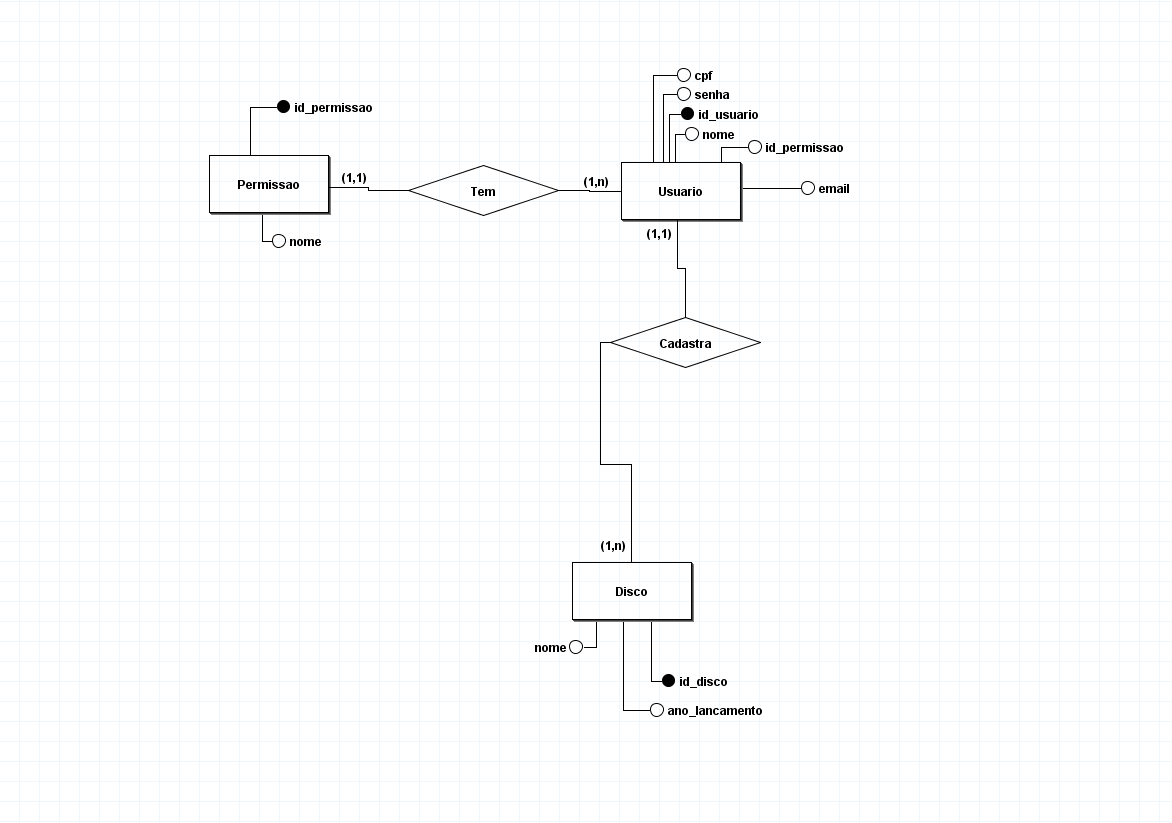 cpf
senha
id_permissao
id_usuario
nome
id_permissao
(1,1)
(1,n)
Permissao
Tem
Usuario
email
(1,1)
nome
Cadastra
(1,n)
Disco
nome
id_disco
ano_lancamento